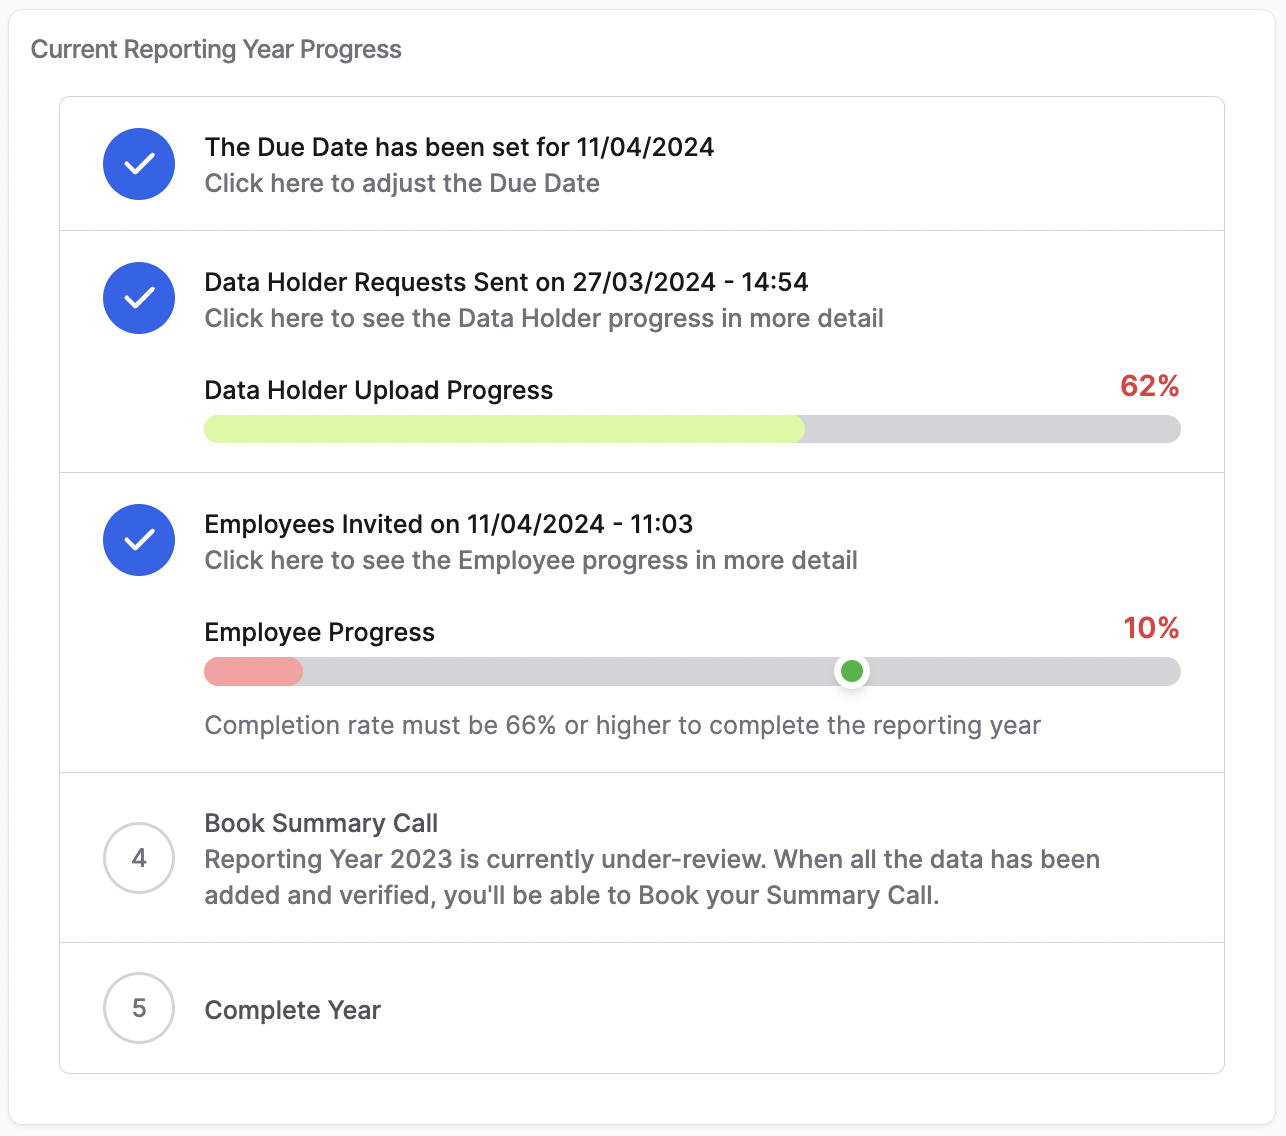 Current Reporting Year Progress
The Due Date has been set for 11/04/2024
Click here to adjust the Due Date
Data Holder Requests Sent on 27/03/2024 - 14:54
Click here to see the Data Holder progress in more detail
Data Holder Upload Progress
62%
Employees Invited on 11/04/2024 - 11:03
Click here to see the Employee progress in more detail
Employee Progress
10%
Completion rate must be 66% or higher to complete the reporting year
4
Book Summary Call
Reporting Year 2023 is currently under-review. When all the data has been
added and verified, you'll be able to Book your Summary Call.
5
Complete Year